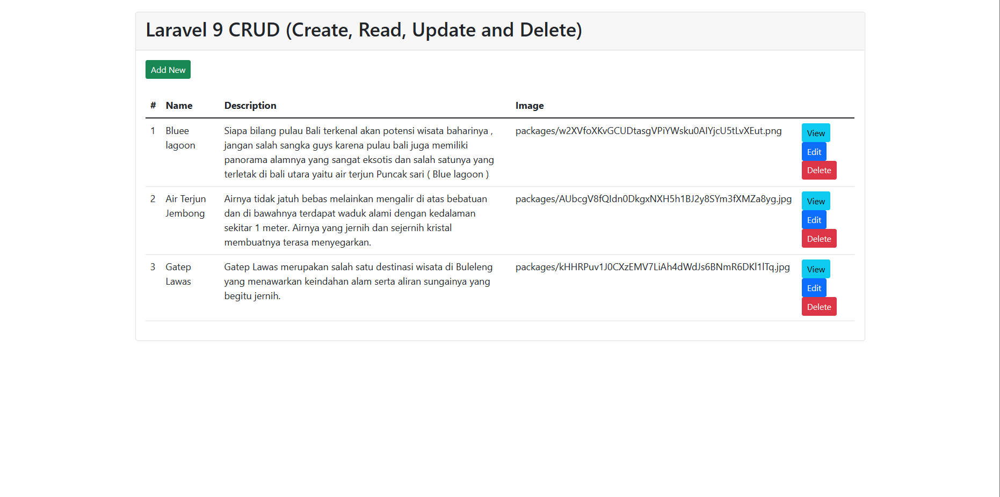 Laravel 9 CRUD (Create, Read, Update and Delete)
Add New
# Name Description Image
1 Bluee lagoon Siapa bilang pulau Bali terkenal akan potensi wisata baharinya , packages/w2XVfoXKvGCUDtasgVPiYWsku0AIYjcU5tLvXEut.png View
jangan salah sangka guys karena pulau bali juga memiliki
panorama alamnya yang sangat eksotis dan salah satunya yang Edit
terletak di bali utara yaitu air terjun Puncak sari ( Blue lagoon ) Delete
2 Air Terjun Jembong Airnya tidak jatuh bebas melainkan mengalir di atas bebatuan packages/AUbcgV8fQIdn0DkgxNXH5h1BJ2y8SYm3fXMZa8yg.jpg View
dan di bawahnya terdapat waduk alami dengan kedalaman Edit
sekitar 1 meter. Airnya yang jernih dan sejernih kristal
membuatnya terasa menyegarkan. Delete
3 Gatep Lawas Gatep Lawas merupakan salah satu destinasi wisata di Buleleng packages/kHHRPuv1J0CXzEMV7LiAh4dWdJs6BNmR6DKl1lTq.jpg View
yang menawarkan keindahan alam serta aliran sungainya yang Edit
begitu jernih. Delete